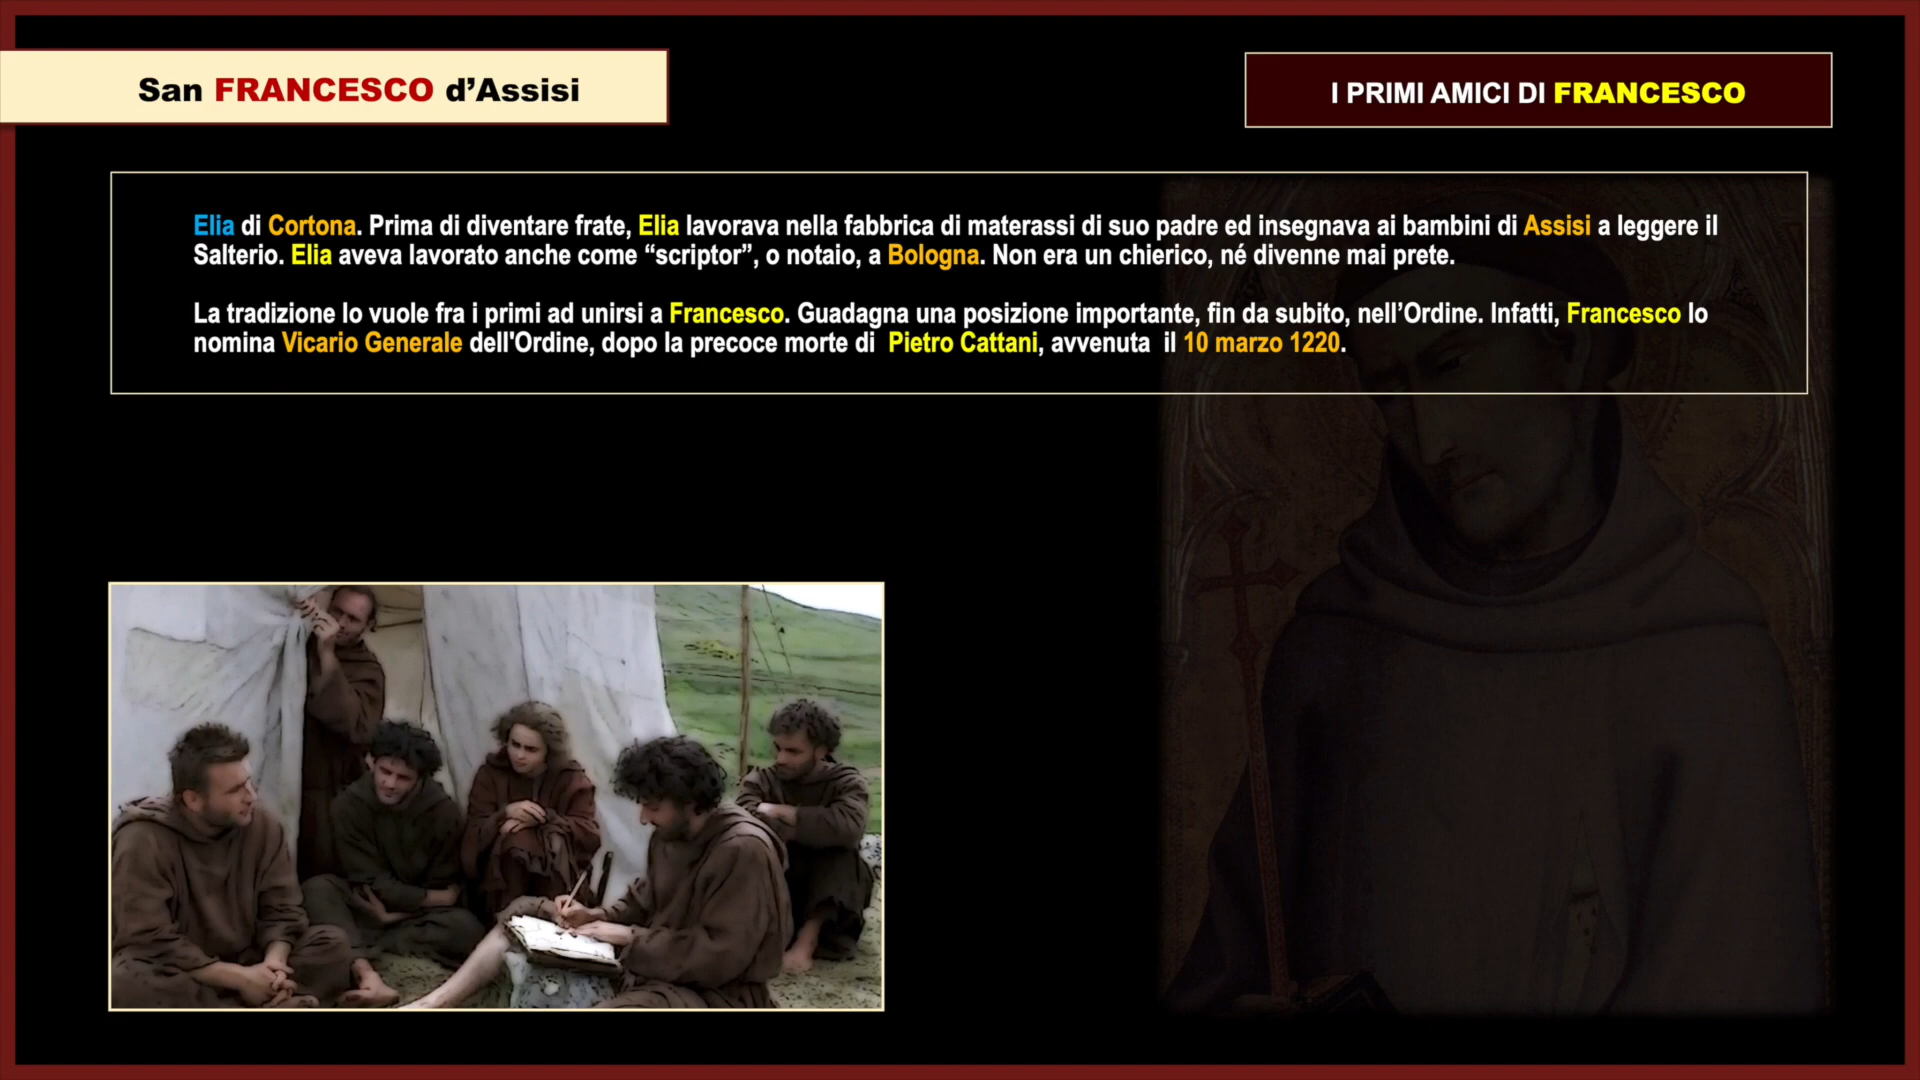 San FRANCESCO d’Assisi
I PRIMI AMICI DI FRANCESCO
Elia di Cortona. Prima di diventare frate, Elia lavorava nella fabbrica di materassi di suo padre ed insegnava ai bambini di Assisi a leggere il
Salterio. Elia aveva lavorato anche come “scriptor”, o notaio, a Bologna. Non era un chierico, né divenne mai prete.
La tradizione lo vuole fra i primi ad unirsi a Francesco. Guadagna una posizione importante, fin da subito, nell’Ordine. Infatti, Francesco lo
nomina Vicario Generale dell'Ordine, dopo la precoce morte di  Pietro Cattani, avvenuta  il 10 marzo 1220.